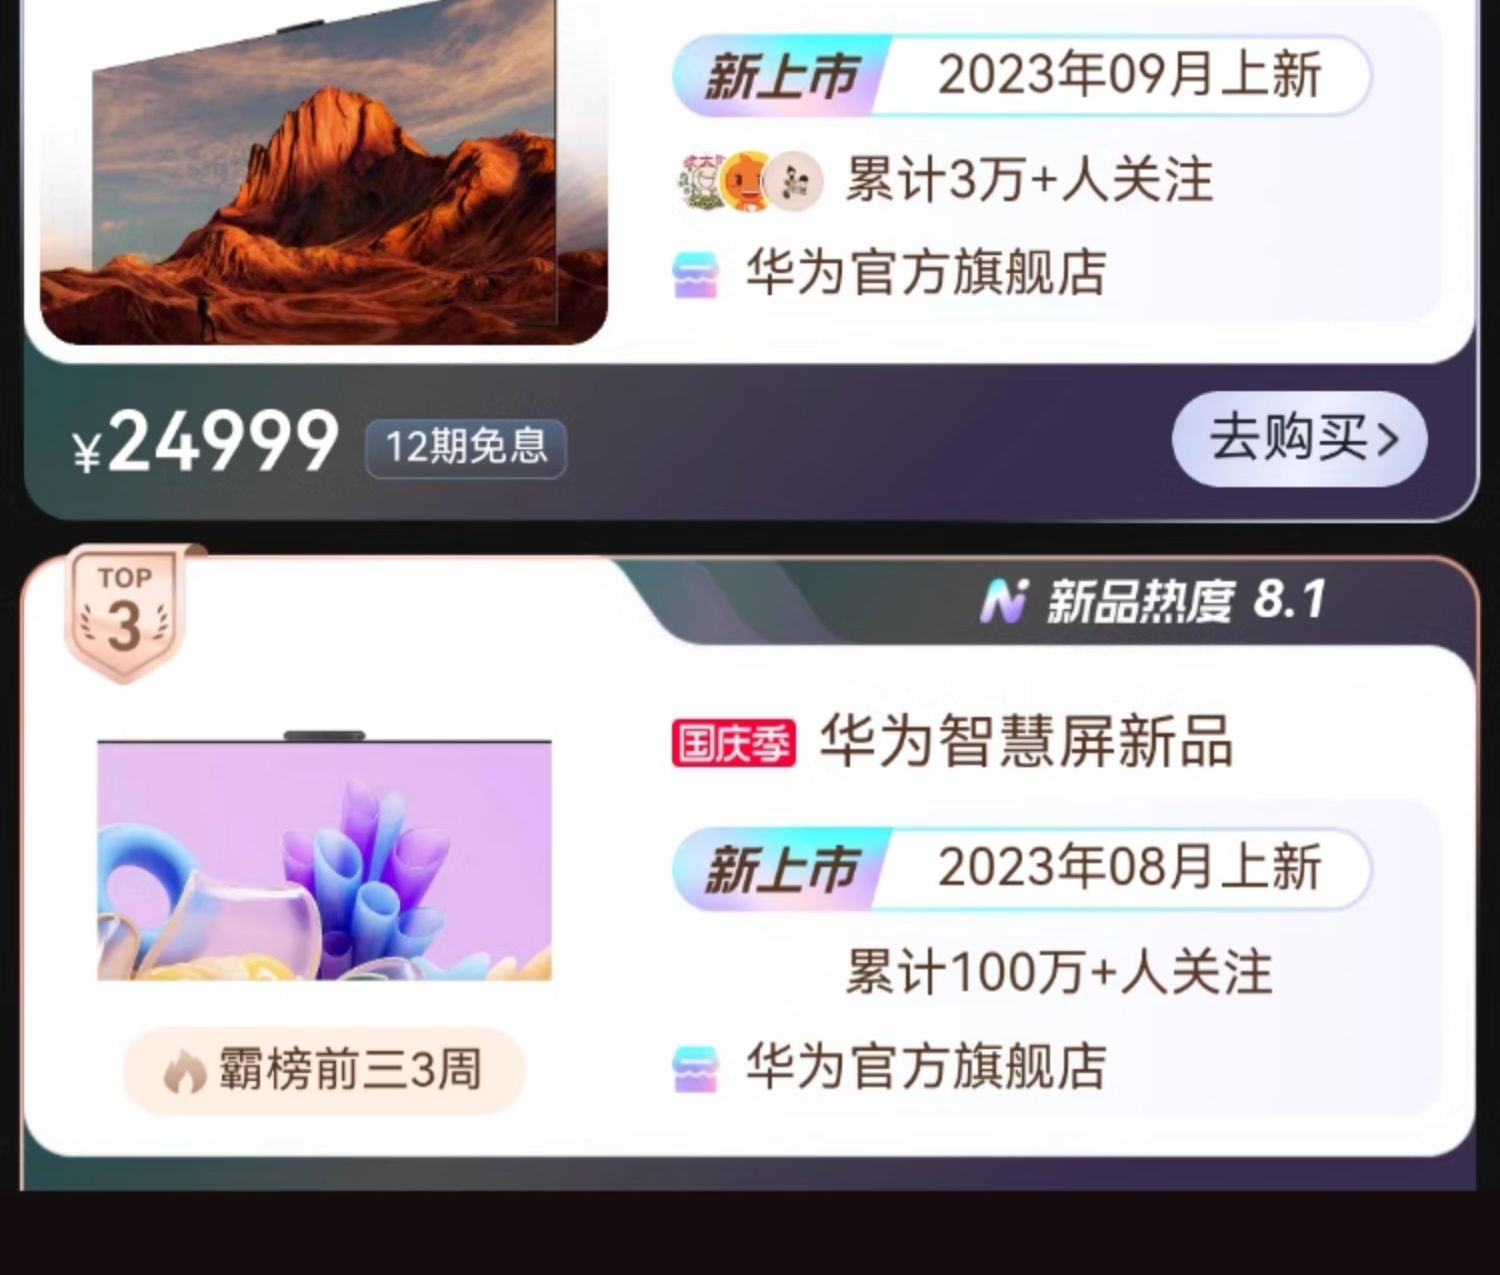 新上市 2023年09月上新
累计3万+人关注
华为官方旗舰店
¥24999 12期免息 去购买>
TOP
3
新品热度 8.1
国庆季 华为智慧屏新品
新上市 2023年08月上新
累计100万+人关注
霸榜前三3周
华为官方旗舰店